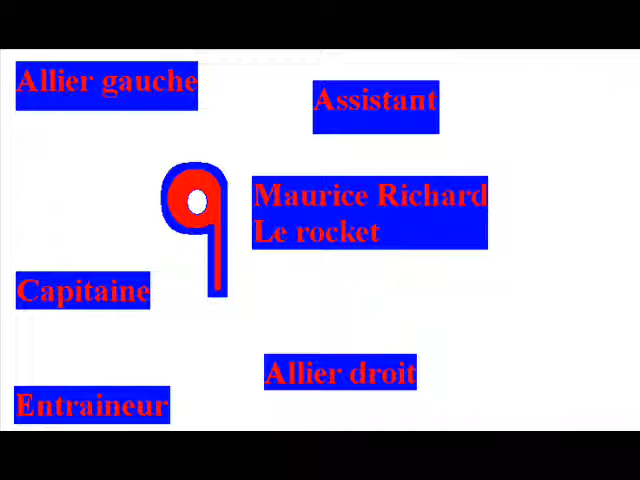 Allier gauche
Assistant
9
Maurice Richard
Le rocket
Capitaine
Allier droit
Entraineur